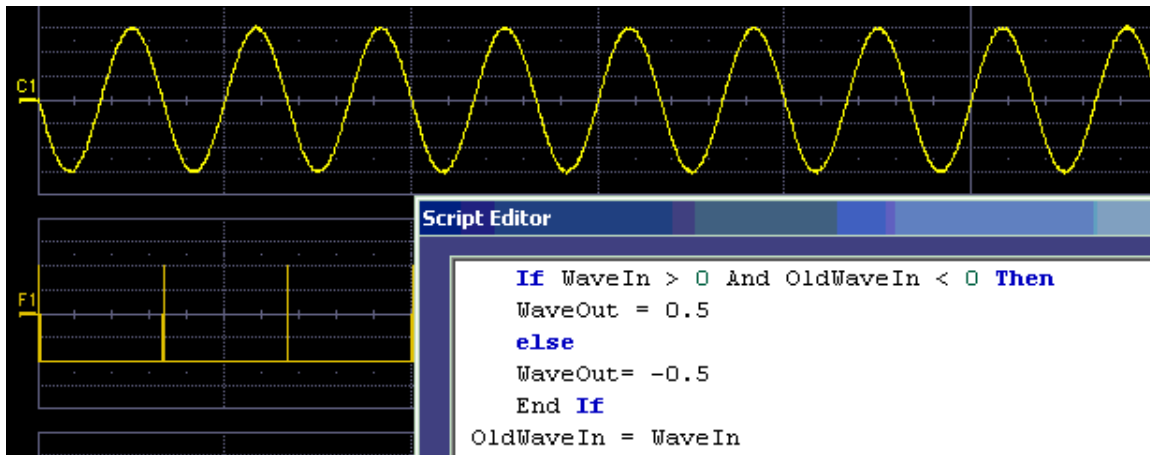 C1
F1
Script Editor
If WaveIn > 0 And OldWaveIn < 0 Then
WaveOut = 0.5
else
WaveOut= -0.5
End If
OldWaveIn = WaveIn